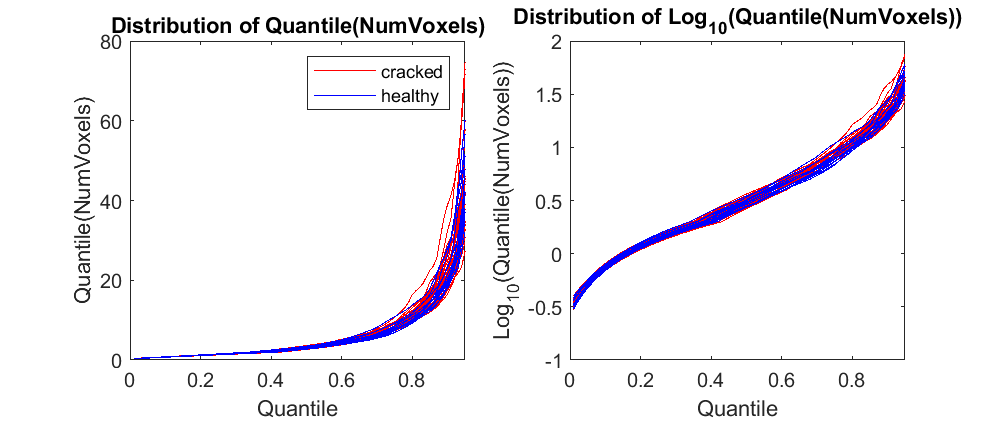 Distribution of Quantile(NumVoxels)
80
60
40
20
0
0
0.2
0.4
0.6
0.8
Quantile
Quantile(NumVoxels)
cracked
healthy
Distribution of Log10(Quantile(NumVoxels))
2
1.5
1
0.5
0
-0.5
-1
0
0.2
0.4
0.6
0.8
Quantile
Log10(Quantile(NumVoxels))